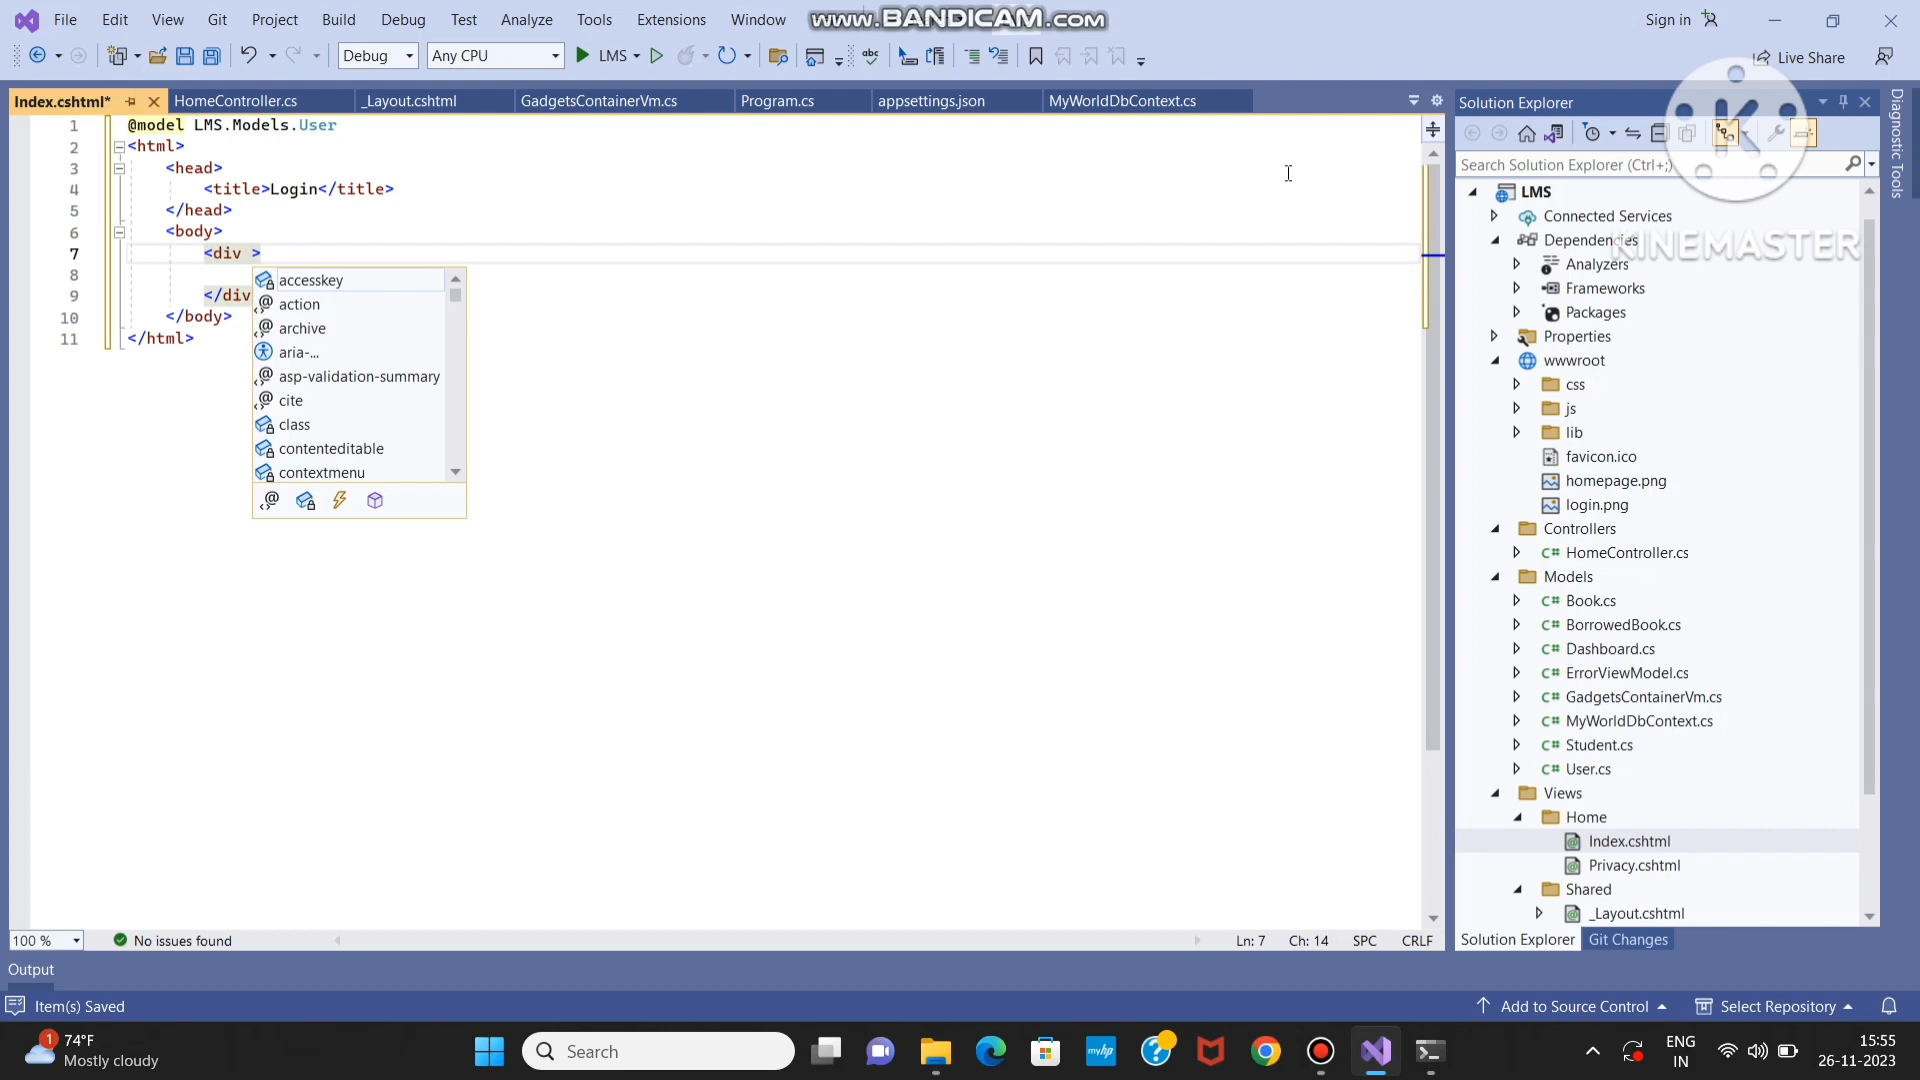 File Edit View Git Project Build Debug Test Analyze Tools Extensions Window
www.BANDICAM.com
Sign in
Debug Any CPU LMS abc Live Share
Index.cshtml* HomeController.cs _Layout.cshtml GadgetsContainerVm.cs Program.cs appsettings.json MyWorldDbContext.cs
1 @model LMS.Models.User
2 <html>
3 <head>
4 <title>Login</title>
5 </head>
6 <body>
7 <div >
8
9 </div
10 </body>
11 </html>
accesskey
action
archive
aria-...
asp-validation-summary
cite
class
contenteditable
contextmenu
100 % No issues found Ln: 7 Ch: 14 SPC CRLF
Solution Explorer
Search Solution Explorer (Ctrl+;)
KINEMASTER
LMS
Connected Services
Dependencies
Analyzers
Frameworks
Packages
Properties
wwwroot
css
js
lib
favicon.ico
homepage.png
login.png
Controllers
C# HomeController.cs
Models
C# Book.cs
C# BorrowedBook.cs
C# Dashboard.cs
C# ErrorViewModel.cs
C# GadgetsContainerVm.cs
C# MyWorldDbContext.cs
C# Student.cs
C# User.cs
Views
Home
Index.cshtml
Privacy.cshtml
Shared
_Layout.cshtml
Solution Explorer Git Changes
Diagnostic Tools
Output
Item(s) Saved Add to Source Control Select Repository
1 74°F
Mostly cloudy
Search
myhp
ENG
IN
15:55
26-11-2023